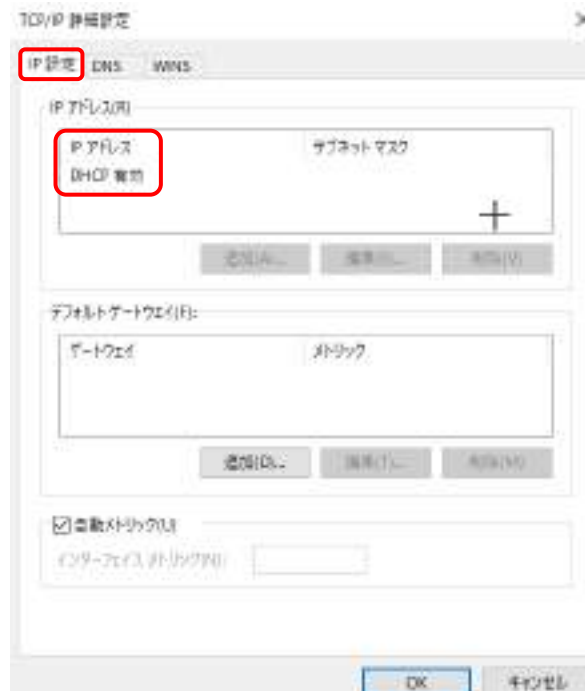 TCP/IP 詳細設定
IP 設定 DNS WINS
IP アドレス(R)
IP アドレス サブネット マスク
DHCP 有効
追加(A)... 編集(E)... 削除(V)
デフォルト ゲートウェイ(F):
ゲートウェイ メトリック
追加(D)... 編集(T)... 削除(M)
自動メトリック(U)
インターフェイス メトリック(N):
OK キャンセル